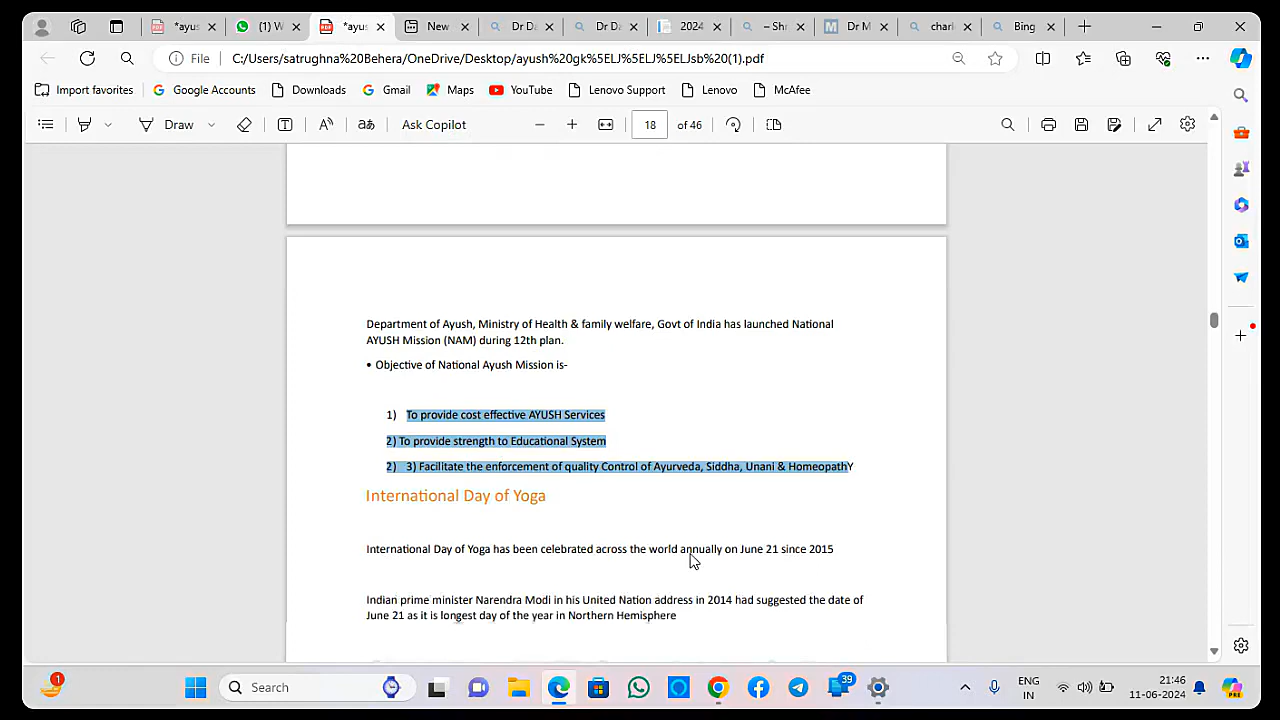 *ayus
(1) W
*ayus
New
Dr Da
Dr Da
2024
– Shr
Dr M
charl
Bing
File
C:/Users/satrughna%20Behera/OneDrive/Desktop/ayush%20gk%5ELJ%5ELJ%5ELJsb%20(1).pdf
Import favorites
Google Accounts
Downloads
Gmail
Maps
YouTube
Lenovo Support
Lenovo
McAfee
Draw
Ask Copilot
18 of 46
Department of Ayush, Ministry of Health & family welfare, Govt of India has launched National
AYUSH Mission (NAM) during 12th plan.
• Objective of National Ayush Mission is-
1) To provide cost effective AYUSH Services
2) To provide strength to Educational System
2) 3) Facilitate the enforcement of quality Control of Ayurveda, Siddha, Unani & HomeopathY
International Day of Yoga
International Day of Yoga has been celebrated across the world annually on June 21 since 2015
Indian prime minister Narendra Modi in his United Nation address in 2014 had suggested the date of
June 21 as it is longest day of the year in Northern Hemisphere
1
Search
39
ENG
IN
21:46
11-06-2024
PRE